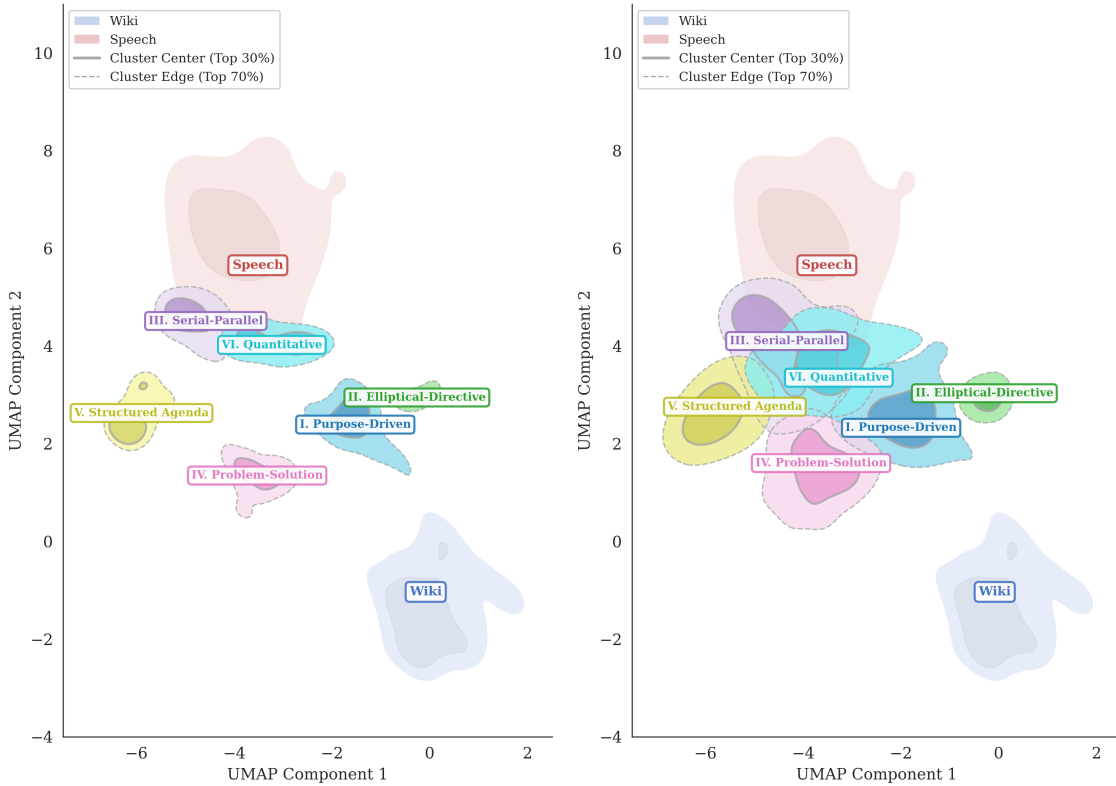 Wiki
Speech
Cluster Center (Top 30%)
Cluster Edge (Top 70%)
10
8
6
4
2
0
−2
−4
UMAP Component 2
Speech
III. Serial-Parallel
VI. Quantitative
II. Elliptical-Directive
V. Structured Agenda
I. Purpose-Driven
IV. Problem-Solution
Wiki
−6
−4
−2
0
2
UMAP Component 1
Wiki
Speech
Cluster Center (Top 30%)
Cluster Edge (Top 70%)
10
8
6
4
2
0
−2
−4
UMAP Component 2
Speech
III. Serial-Parallel
VI. Quantitative
II. Elliptical-Directive
V. Structured Agenda
I. Purpose-Driven
IV. Problem-Solution
Wiki
−6
−4
−2
0
2
UMAP Component 1